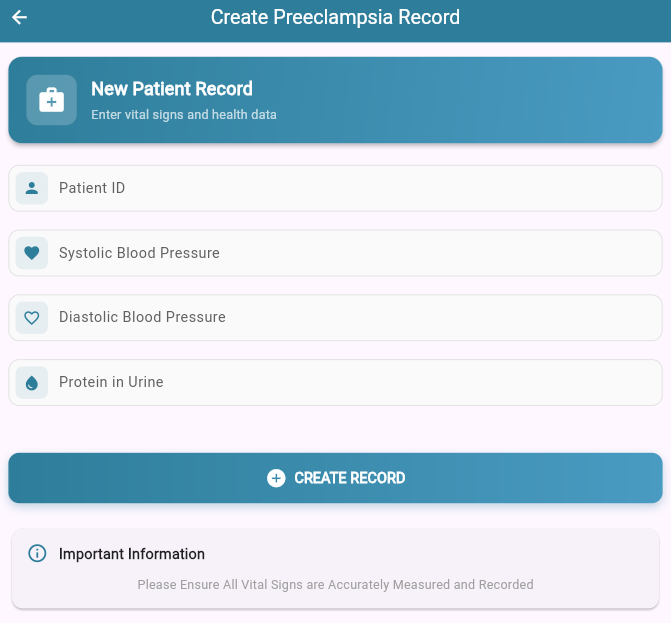 Create Preeclampsia Record
New Patient Record
Enter vital signs and health data
Patient ID
Systolic Blood Pressure
Diastolic Blood Pressure
Protein in Urine
CREATE RECORD
Important Information
Please Ensure All Vital Signs are Accurately Measured and Recorded